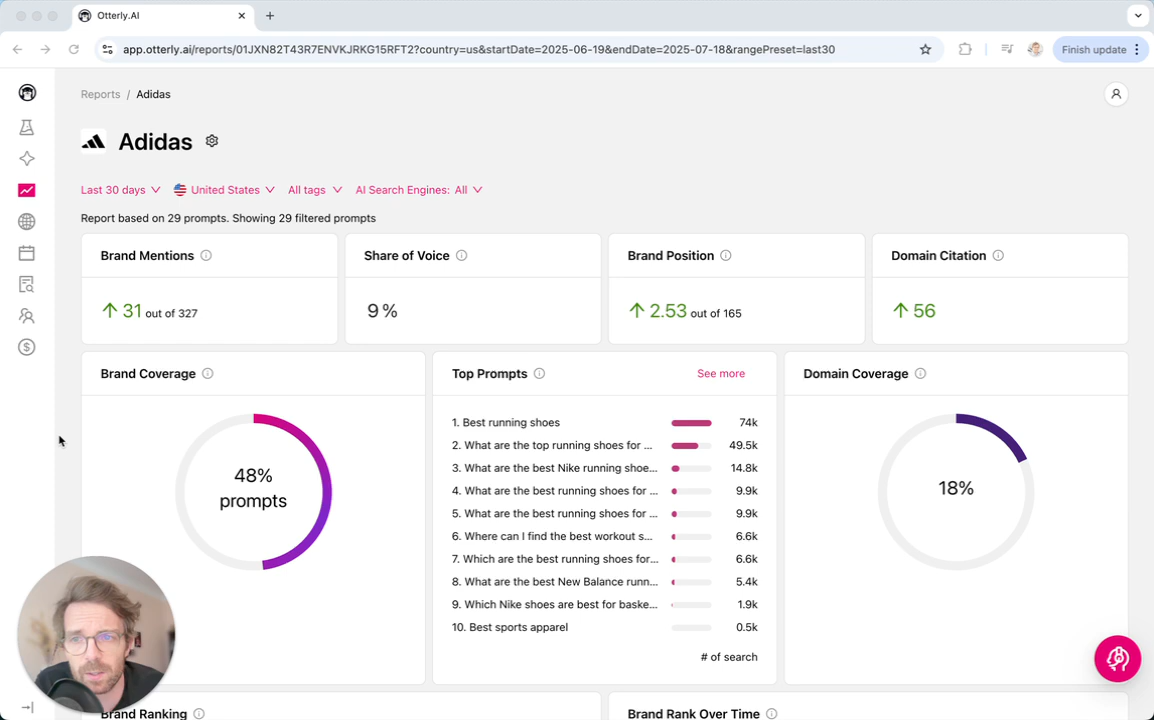 Otterly.AI
app.otterly.ai/reports/01JXN82T43R7ENVKJRKG15RFT2?country=us&startDate=2025-06-19&endDate=2025-07-18&rangePreset=last30
Finish update
Reports / Adidas
Adidas
Last 30 days United States All tags AI Search Engines: All
Report based on 29 prompts. Showing 29 filtered prompts
Brand Mentions Share of Voice Brand Position Domain Citation
31 out of 327 9% 2.53 out of 165 56
Brand Coverage Top Prompts See more Domain Coverage
1. Best running shoes 74k
2. What are the top running shoes for ... 49.5k
3. What are the best Nike running shoe... 14.8k
4. What are the best running shoes for ... 9.9k
5. What are the best running shoes for ... 9.9k
6. Where can I find the best workout s... 6.6k
7. Which are the best running shoes for... 6.6k
8. What are the best New Balance runn... 5.4k
9. Which Nike shoes are best for baske... 1.9k
10. Best sports apparel 0.5k
# of search
48%
prompts
18%
Brand Ranking Brand Rank Over Time